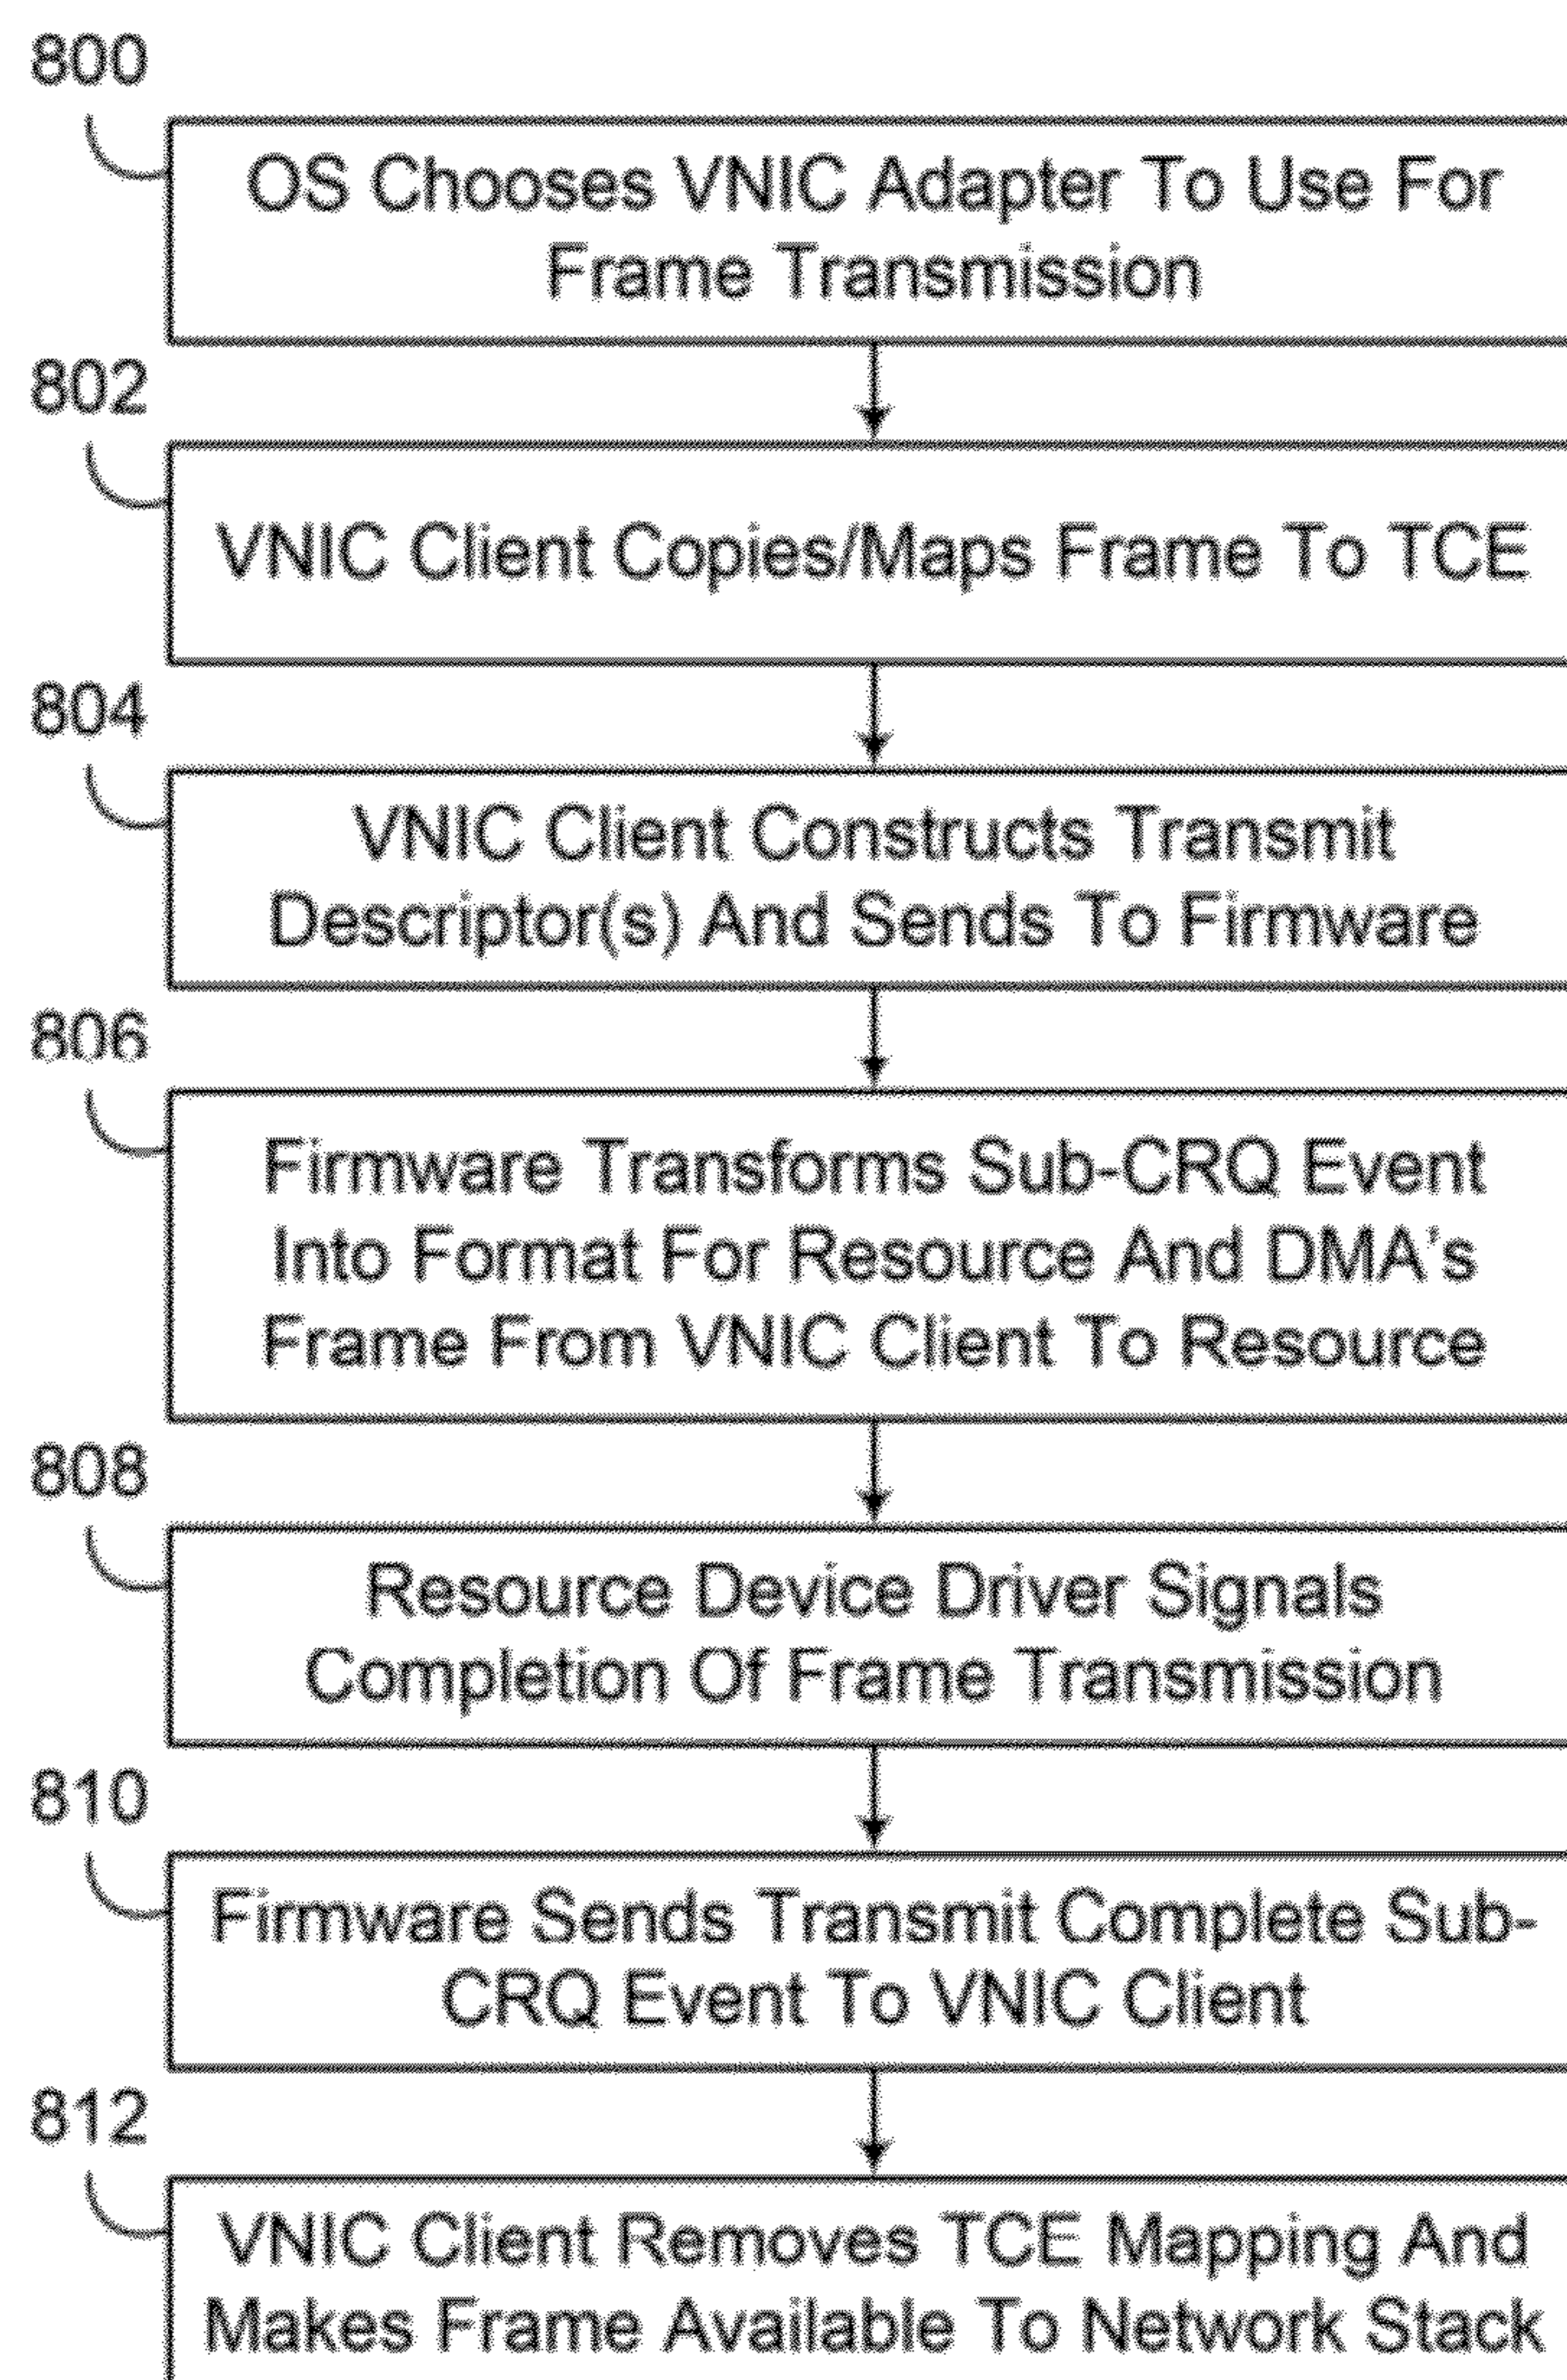 800
OS Chooses VNIC Adapter To Use For
Frame Transmission
802
VNIC Client Copies/Maps Frame To TCE
804
VNIC Client Constructs Transmit
Descriptor(s) And Sends To Firmware
806
Firmware Transforms Sub-CRQ Event
Into Format For Resource And DMA's
Frame From VNIC Client To Resource
808
Resource Device Driver Signals
Completion Of Frame Transmission
810
Firmware Sends Transmit Complete Sub-
CRQ Event To VNIC Client
812
VNIC Client Removes TCE Mapping And
Makes Frame Available To Network Stack